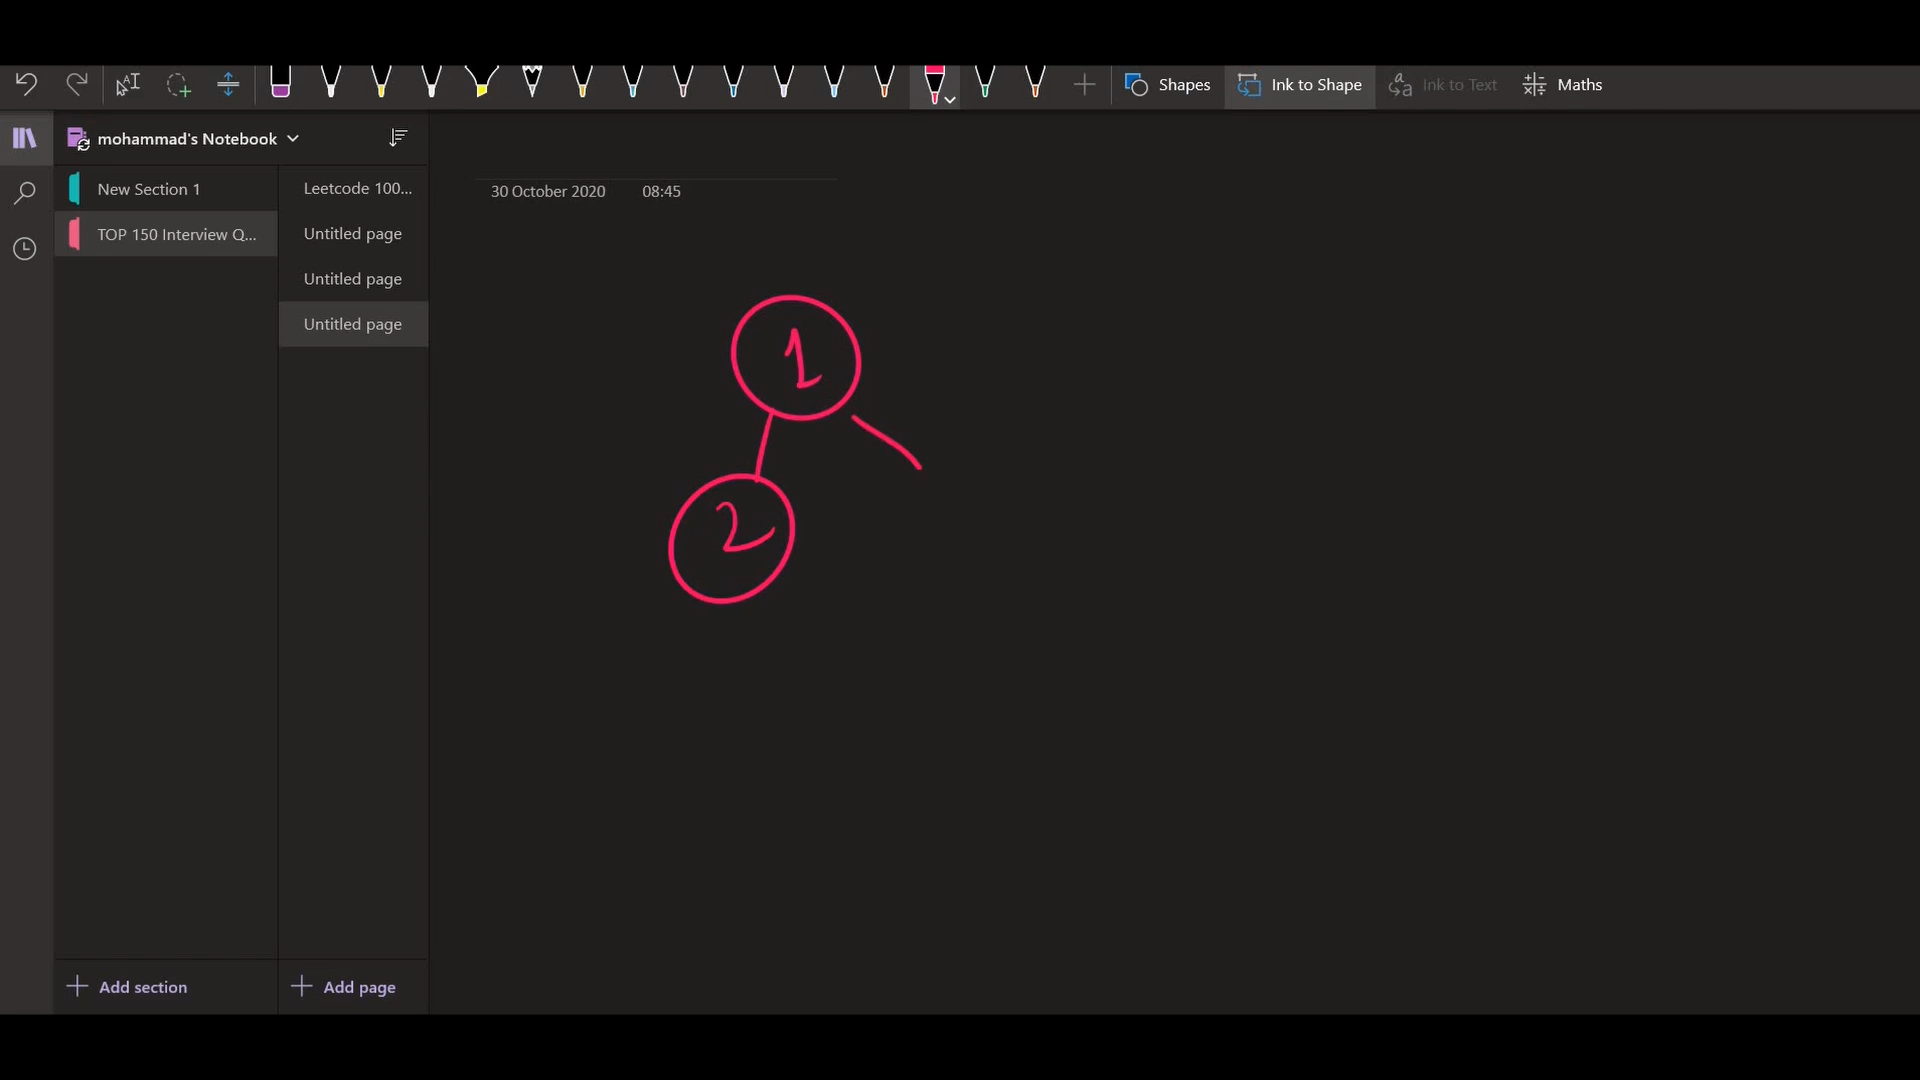 Shapes
Ink to Shape
Ink to Text
Maths
mohammad's Notebook
New Section 1
TOP 150 Interview Q...
Leetcode 100...
Untitled page
Untitled page
Untitled page
30 October 2020 08:45
1
2
Add section
Add page